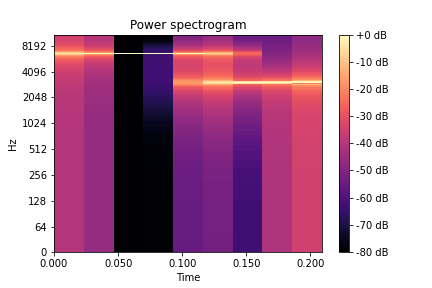 Power spectrogram
Hz
8192
4096
2048
1024
512
256
128
64
0
0.000 0.050 0.100 0.150 0.200
Time
+0 dB
-10 dB
-20 dB
-30 dB
-40 dB
-50 dB
-60 dB
-70 dB
-80 dB